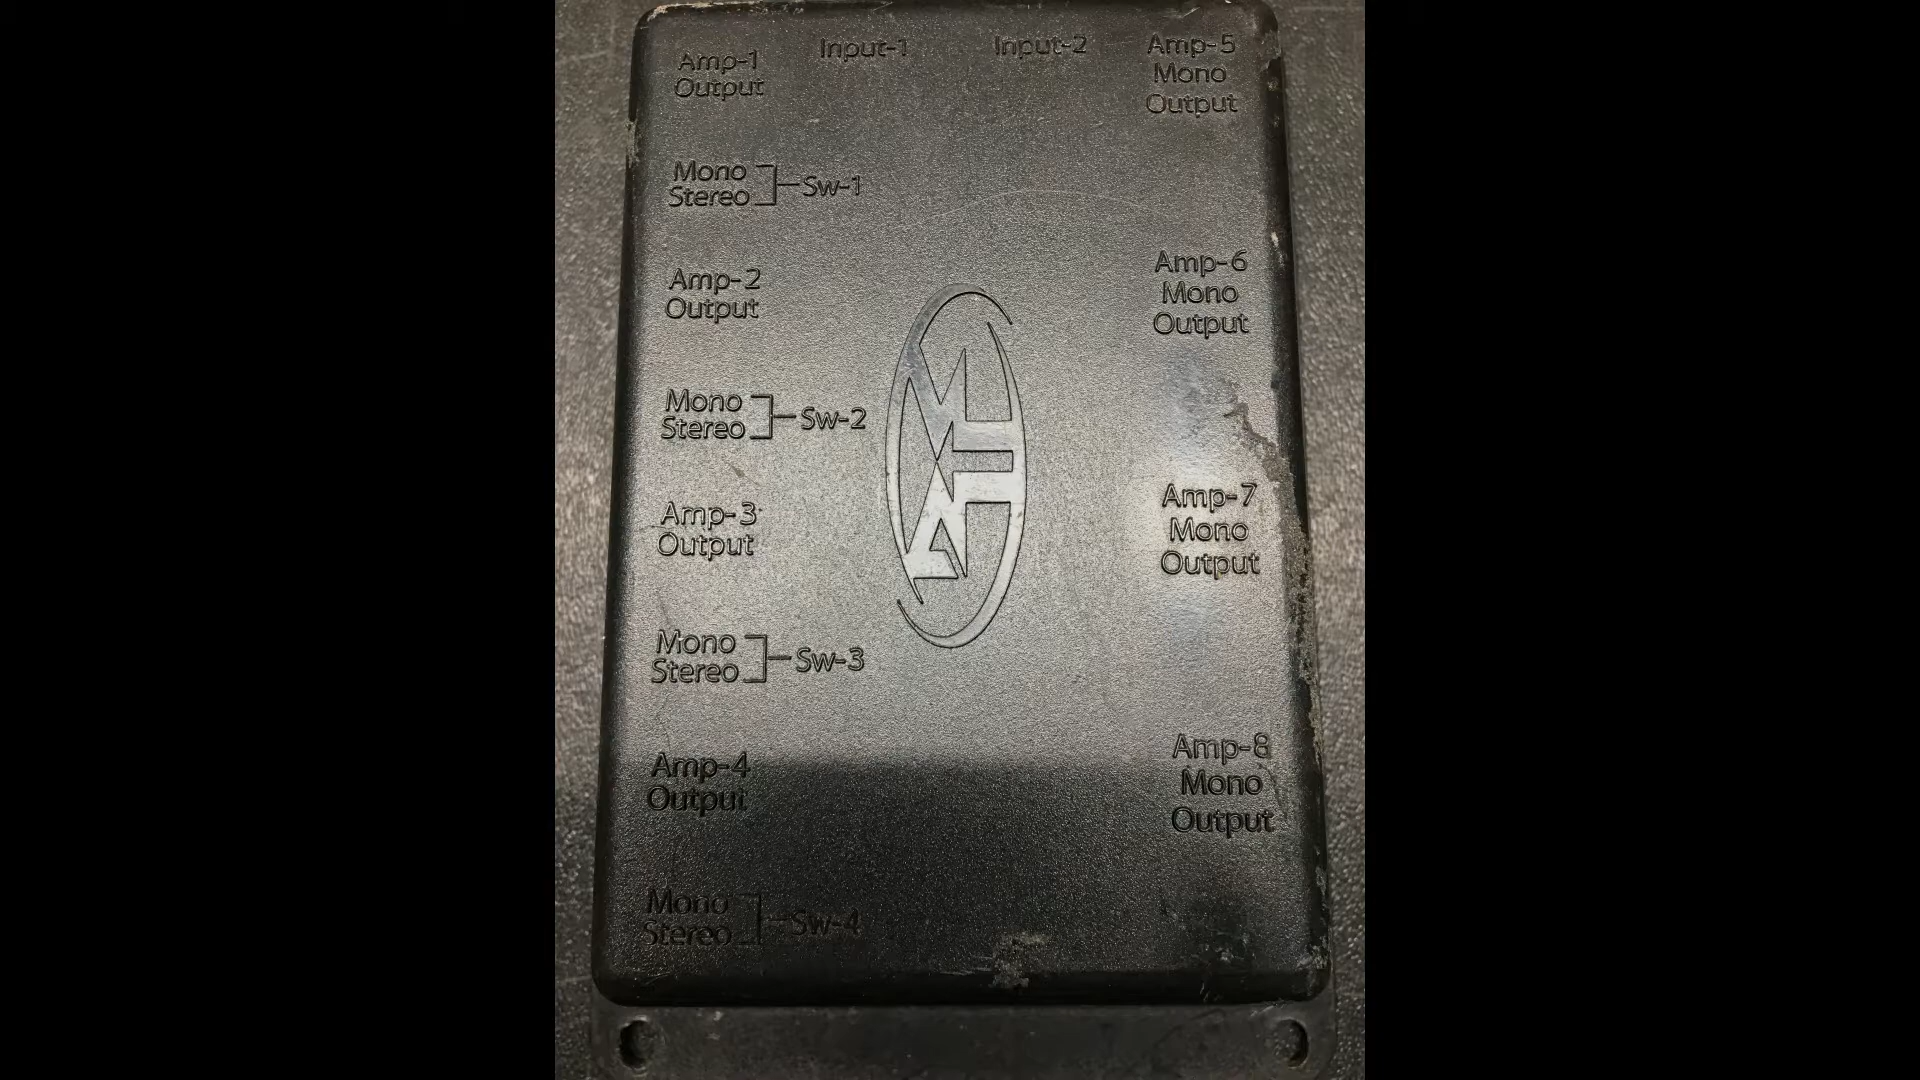 Amp-1
Output
Input-1
Input-2
Amp-5
Mono
Output
Mono
Stereo
Sw-1
Amp-2
Output
Amp-6
Mono
Output
Mono
Stereo
Sw-2
Amp-3
Output
Amp-7
Mono
Output
Mono
Stereo
Sw-3
Amp-4
Output
Amp-8
Mono
Output
Mono
Stereo
Sw-4